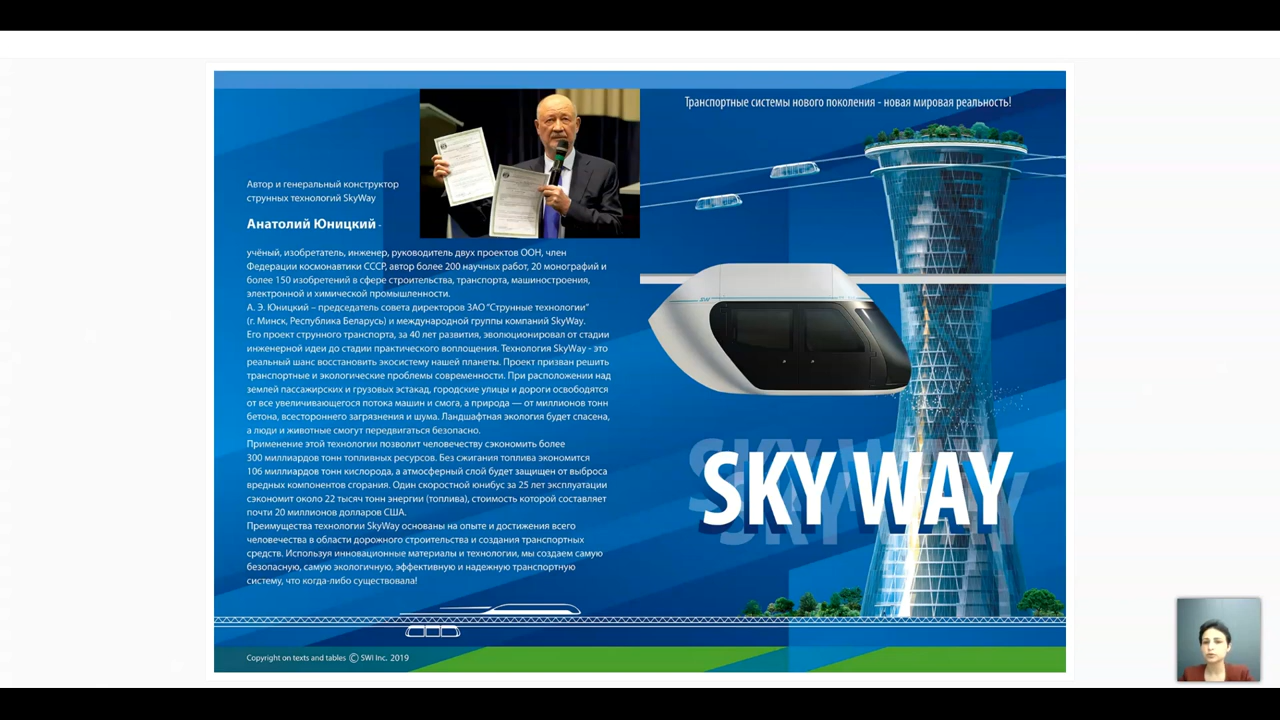 Автор и генеральный конструктор
струнных технологий SkyWay
Анатолий Юницкий -
учёный, изобретатель, инженер, руководитель двух проектов ООН, член
Федерации космонавтики СССР, автор более 200 научных работ, 20 монографий и
более 150 изобретений в сфере строительства, транспорта, машиностроения,
электронной и химической промышленности.
А. Э. Юницкий – председатель совета директоров ЗАО "Струнные технологии"
(г. Минск, Республика Беларусь) и международной группы компаний SkyWay.
Его проект струнного транспорта, за 40 лет развития, эволюционировал от стадии
инженерной идеи до стадии практического воплощения. Технология SkyWay - это
реальный шанс восстановить экосистему нашей планеты. Проект призван решить
транспортные и экологические проблемы современности. При расположении над
землей пассажирских и грузовых эстакад, городские улицы и дороги освободятся
от все увеличивающегося потока машин и смога, а природа — от миллионов тонн
бетона, всестороннего загрязнения и шума. Ландшафтная экология будет спасена,
а люди и животные смогут передвигаться безопасно.
Применение этой технологии позволит человечеству сэкономить более
300 миллиардов тонн топливных ресурсов. Без сжигания топлива экономится
106 миллиардов тонн кислорода, а атмосферный слой будет защищен от выброса
вредных компонентов сгорания. Один скоростной юнибус за 25 лет эксплуатации
сэкономит около 22 тысяч тонн энергии (топлива), стоимость которой составляет
почти 20 миллионов долларов США.
Преимущества технологии SkyWay основаны на опыте и достижения всего
человечества в области дорожного строительства и создания транспортных
средств. Используя инновационные материалы и технологии, мы создаем самую
безопасную, самую экологичную, эффективную и надежную транспортную
систему, что когда-либо существовала!
Copyright on texts and tables © SWI Inc. 2019
Транспортные системы нового поколения - новая мировая реальность!
SKY WAY